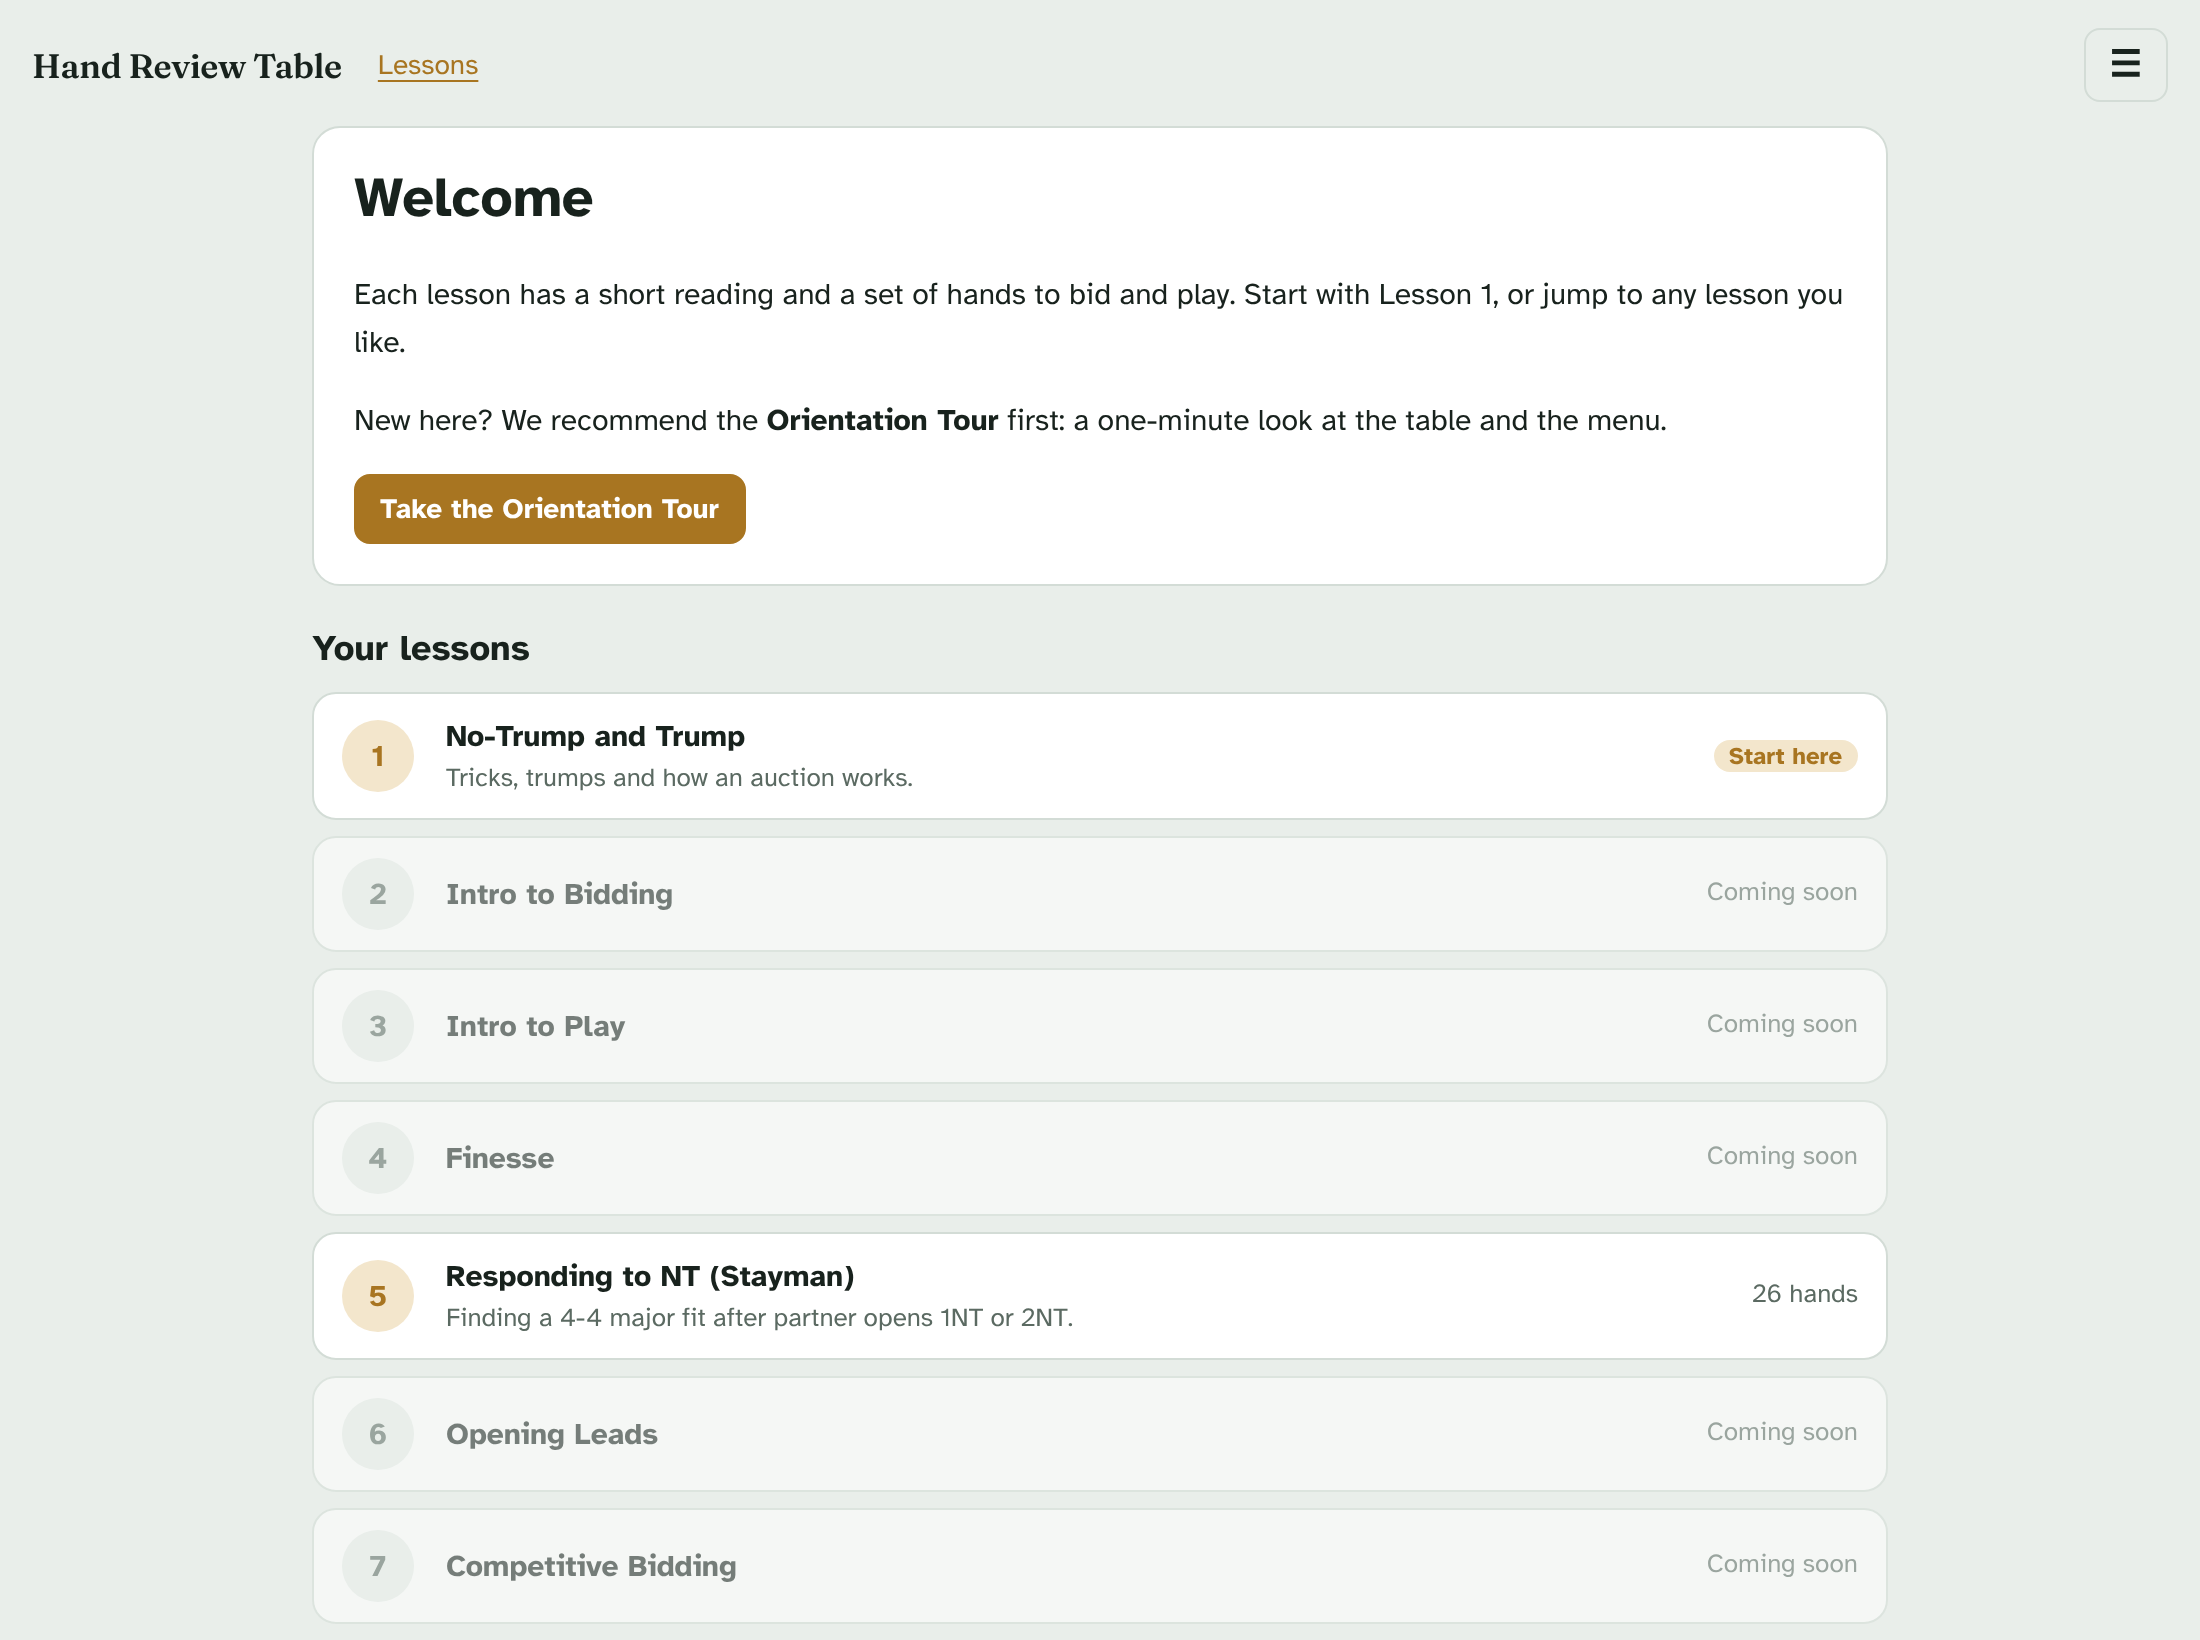 Hand Review Table Lessons
Welcome
Each lesson has a short reading and a set of hands to bid and play. Start with Lesson 1, or jump to any lesson you
like.
New here? We recommend the Orientation Tour first: a one-minute look at the table and the menu.
Take the Orientation Tour
Your lessons
1 No-Trump and Trump Start here
Tricks, trumps and how an auction works.
2 Intro to Bidding Coming soon
3 Intro to Play Coming soon
4 Finesse Coming soon
5 Responding to NT (Stayman) 26 hands
Finding a 4-4 major fit after partner opens 1NT or 2NT.
6 Opening Leads Coming soon
7 Competitive Bidding Coming soon